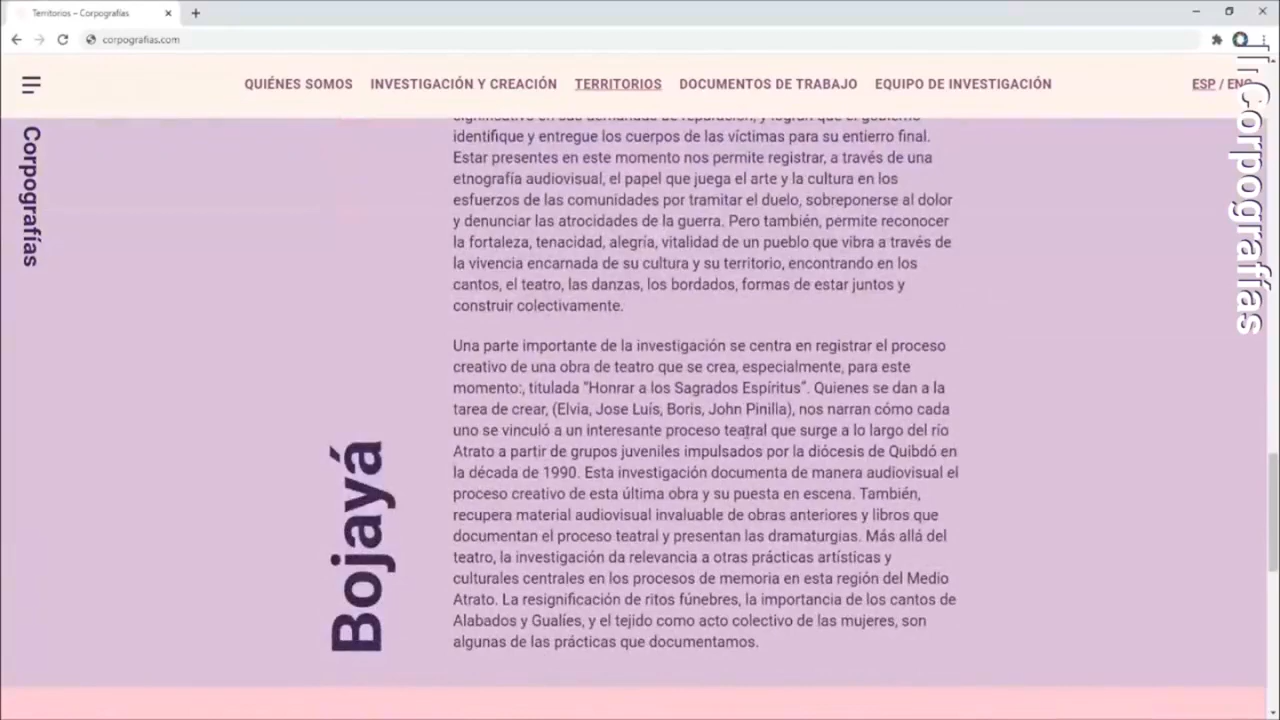 Territorios – Corpografías
corpografias.com
QUIÉNES SOMOS INVESTIGACIÓN Y CREACIÓN TERRITORIOS DOCUMENTOS DE TRABAJO EQUIPO DE INVESTIGACIÓN
ESP / ENG
Corpografías
Corpografías
significativo en sus demanda de reparación, y logran que el gobierno
identifique y entregue los cuerpos de las víctimas para su entierro final.
Estar presentes en este momento nos permite registrar, a través de una
etnografía audiovisual, el papel que juega el arte y la cultura en los
esfuerzos de las comunidades por tramitar el duelo, sobreponerse al dolor
y denunciar las atrocidades de la guerra. Pero también, permite reconocer
la fortaleza, tenacidad, alegría, vitalidad de un pueblo que vibra a través de
la vivencia encarnada de su cultura y su territorio, encontrando en los
cantos, el teatro, las danzas, los bordados, formas de estar juntos y
construir colectivamente.
Una parte importante de la investigación se centra en registrar el proceso
creativo de una obra de teatro que se crea, especialmente, para este
momento:, titulada “Honrar a los Sagrados Espíritus”. Quienes se dan a la
tarea de crear, (Elvia, Jose Luís, Boris, John Pinilla), nos narran cómo cada
uno se vinculó a un interesante proceso teatral que surge a lo largo del río
Atrato a partir de grupos juveniles impulsados por la diócesis de Quibdó en
la década de 1990. Esta investigación documenta de manera audiovisual el
proceso creativo de esta última obra y su puesta en escena. También,
recupera material audiovisual invaluable de obras anteriores y libros que
documentan el proceso teatral y presentan las dramaturgias. Más allá del
teatro, la investigación da relevancia a otras prácticas artísticas y
culturales centrales en los procesos de memoria en esta región del Medio
Atrato. La resignificación de ritos fúnebres, la importancia de los cantos de
Alabados y Gualíes, y el tejido como acto colectivo de las mujeres, son
algunas de las prácticas que documentamos.
Bojayá